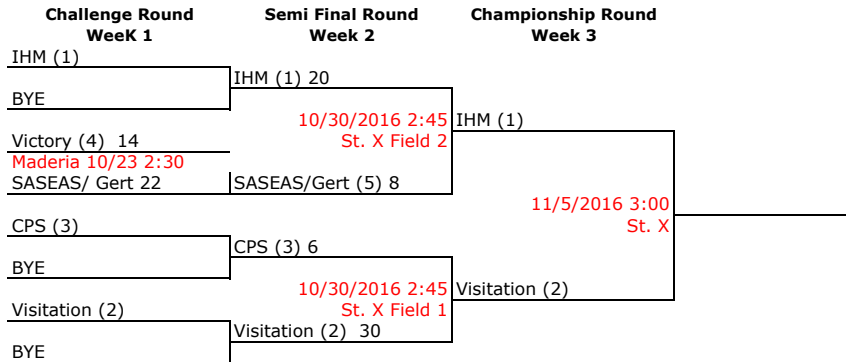 Challenge Round
WeeK 1
Semi Final Round
Week 2
Championship Round
Week 3
IHM (1)
IHM (1) 20
BYE
10/30/2016 2:45
St. X Field 2
IHM (1)
Victory (4) 14
Maderia 10/23 2:30
SASEAS/ Gert 22
SASEAS/Gert (5) 8
11/5/2016 3:00
St. X
CPS (3)
CPS (3) 6
BYE
10/30/2016 2:45
St. X Field 1
Visitation (2)
Visitation (2)
Visitation (2) 30
BYE